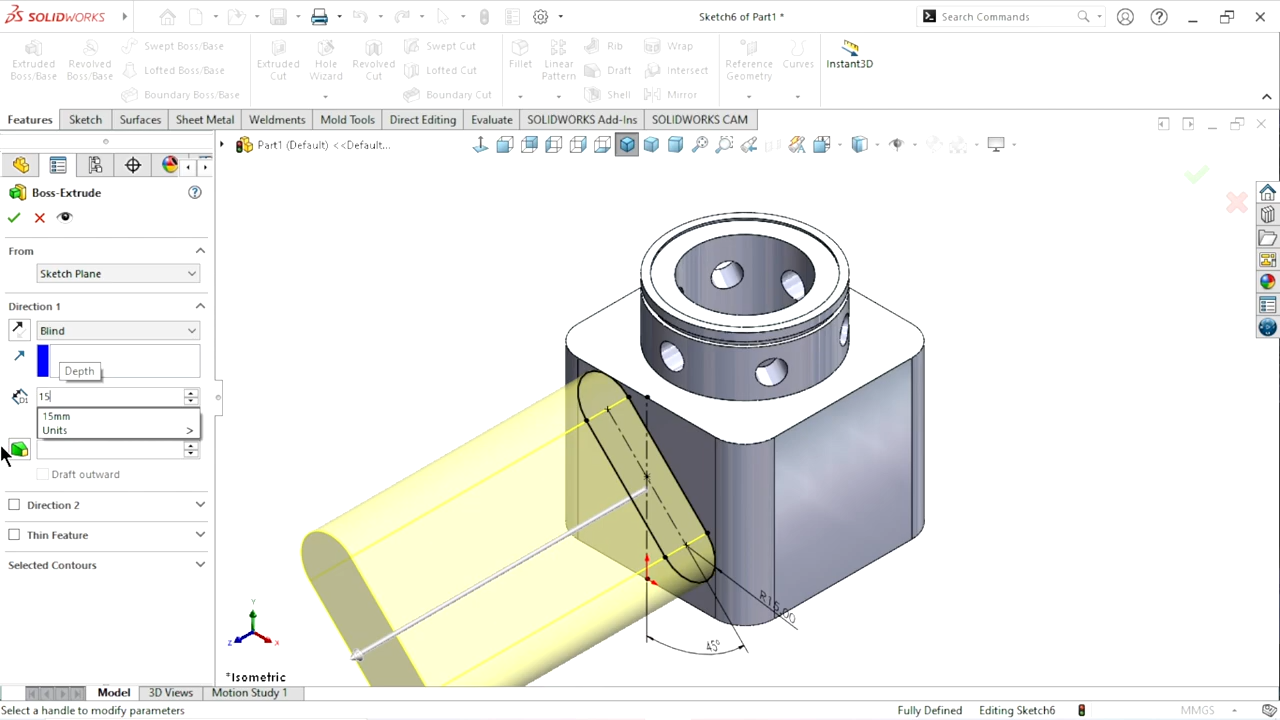 SOLIDWORKS
Sketch6 of Part1 *
Search Commands
Extruded Boss/Base
Revolved Boss/Base
Swept Boss/Base
Lofted Boss/Base
Boundary Boss/Base
Extruded Cut
Hole Wizard
Revolved Cut
Swept Cut
Lofted Cut
Boundary Cut
Fillet
Linear Pattern
Rib
Draft
Shell
Wrap
Intersect
Mirror
Reference Geometry
Curves
Instant3D
Features
Sketch
Surfaces
Sheet Metal
Weldments
Mold Tools
Direct Editing
Evaluate
SOLIDWORKS Add-Ins
SOLIDWORKS CAM
Part1 (Default) <<Default...
Boss-Extrude
From
Sketch Plane
Direction 1
Blind
Depth
15
15mm
Units >
Draft outward
Direction 2
Thin Feature
Selected Contours
R15.00
45°
Y
Z
X
*Isometric
Model
3D Views
Motion Study 1
Select a handle to modify parameters
Fully Defined
Editing Sketch6
MMGS